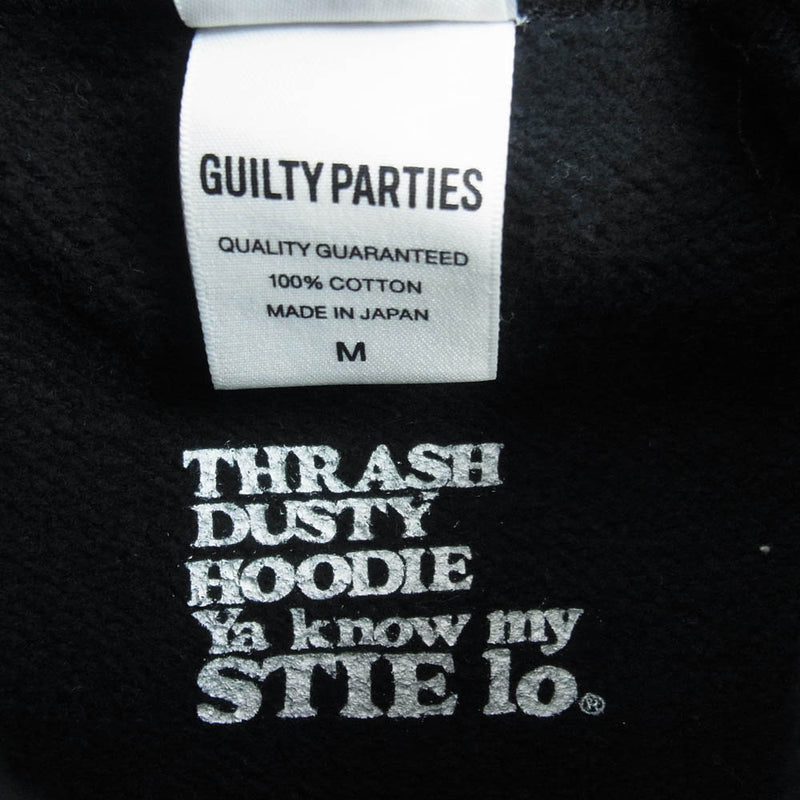 GUILTY PARTIES
QUALITY GUARANTEED
100% COTTON
MADE IN JAPAN
M
THRASH
DUSTY
HOODIE
Ya know my
STIE lo.®